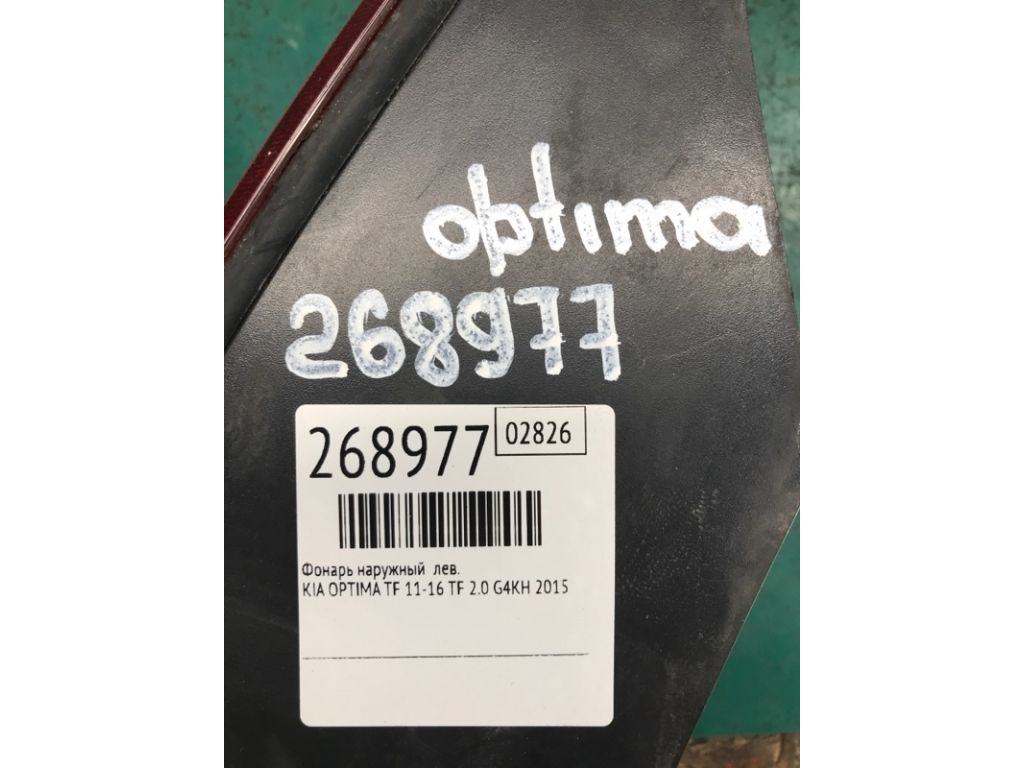 optima
268977
268977
02826
Фонарь наружный лев.
KIA OPTIMA TF 11-16 TF 2.0 G4KH 2015